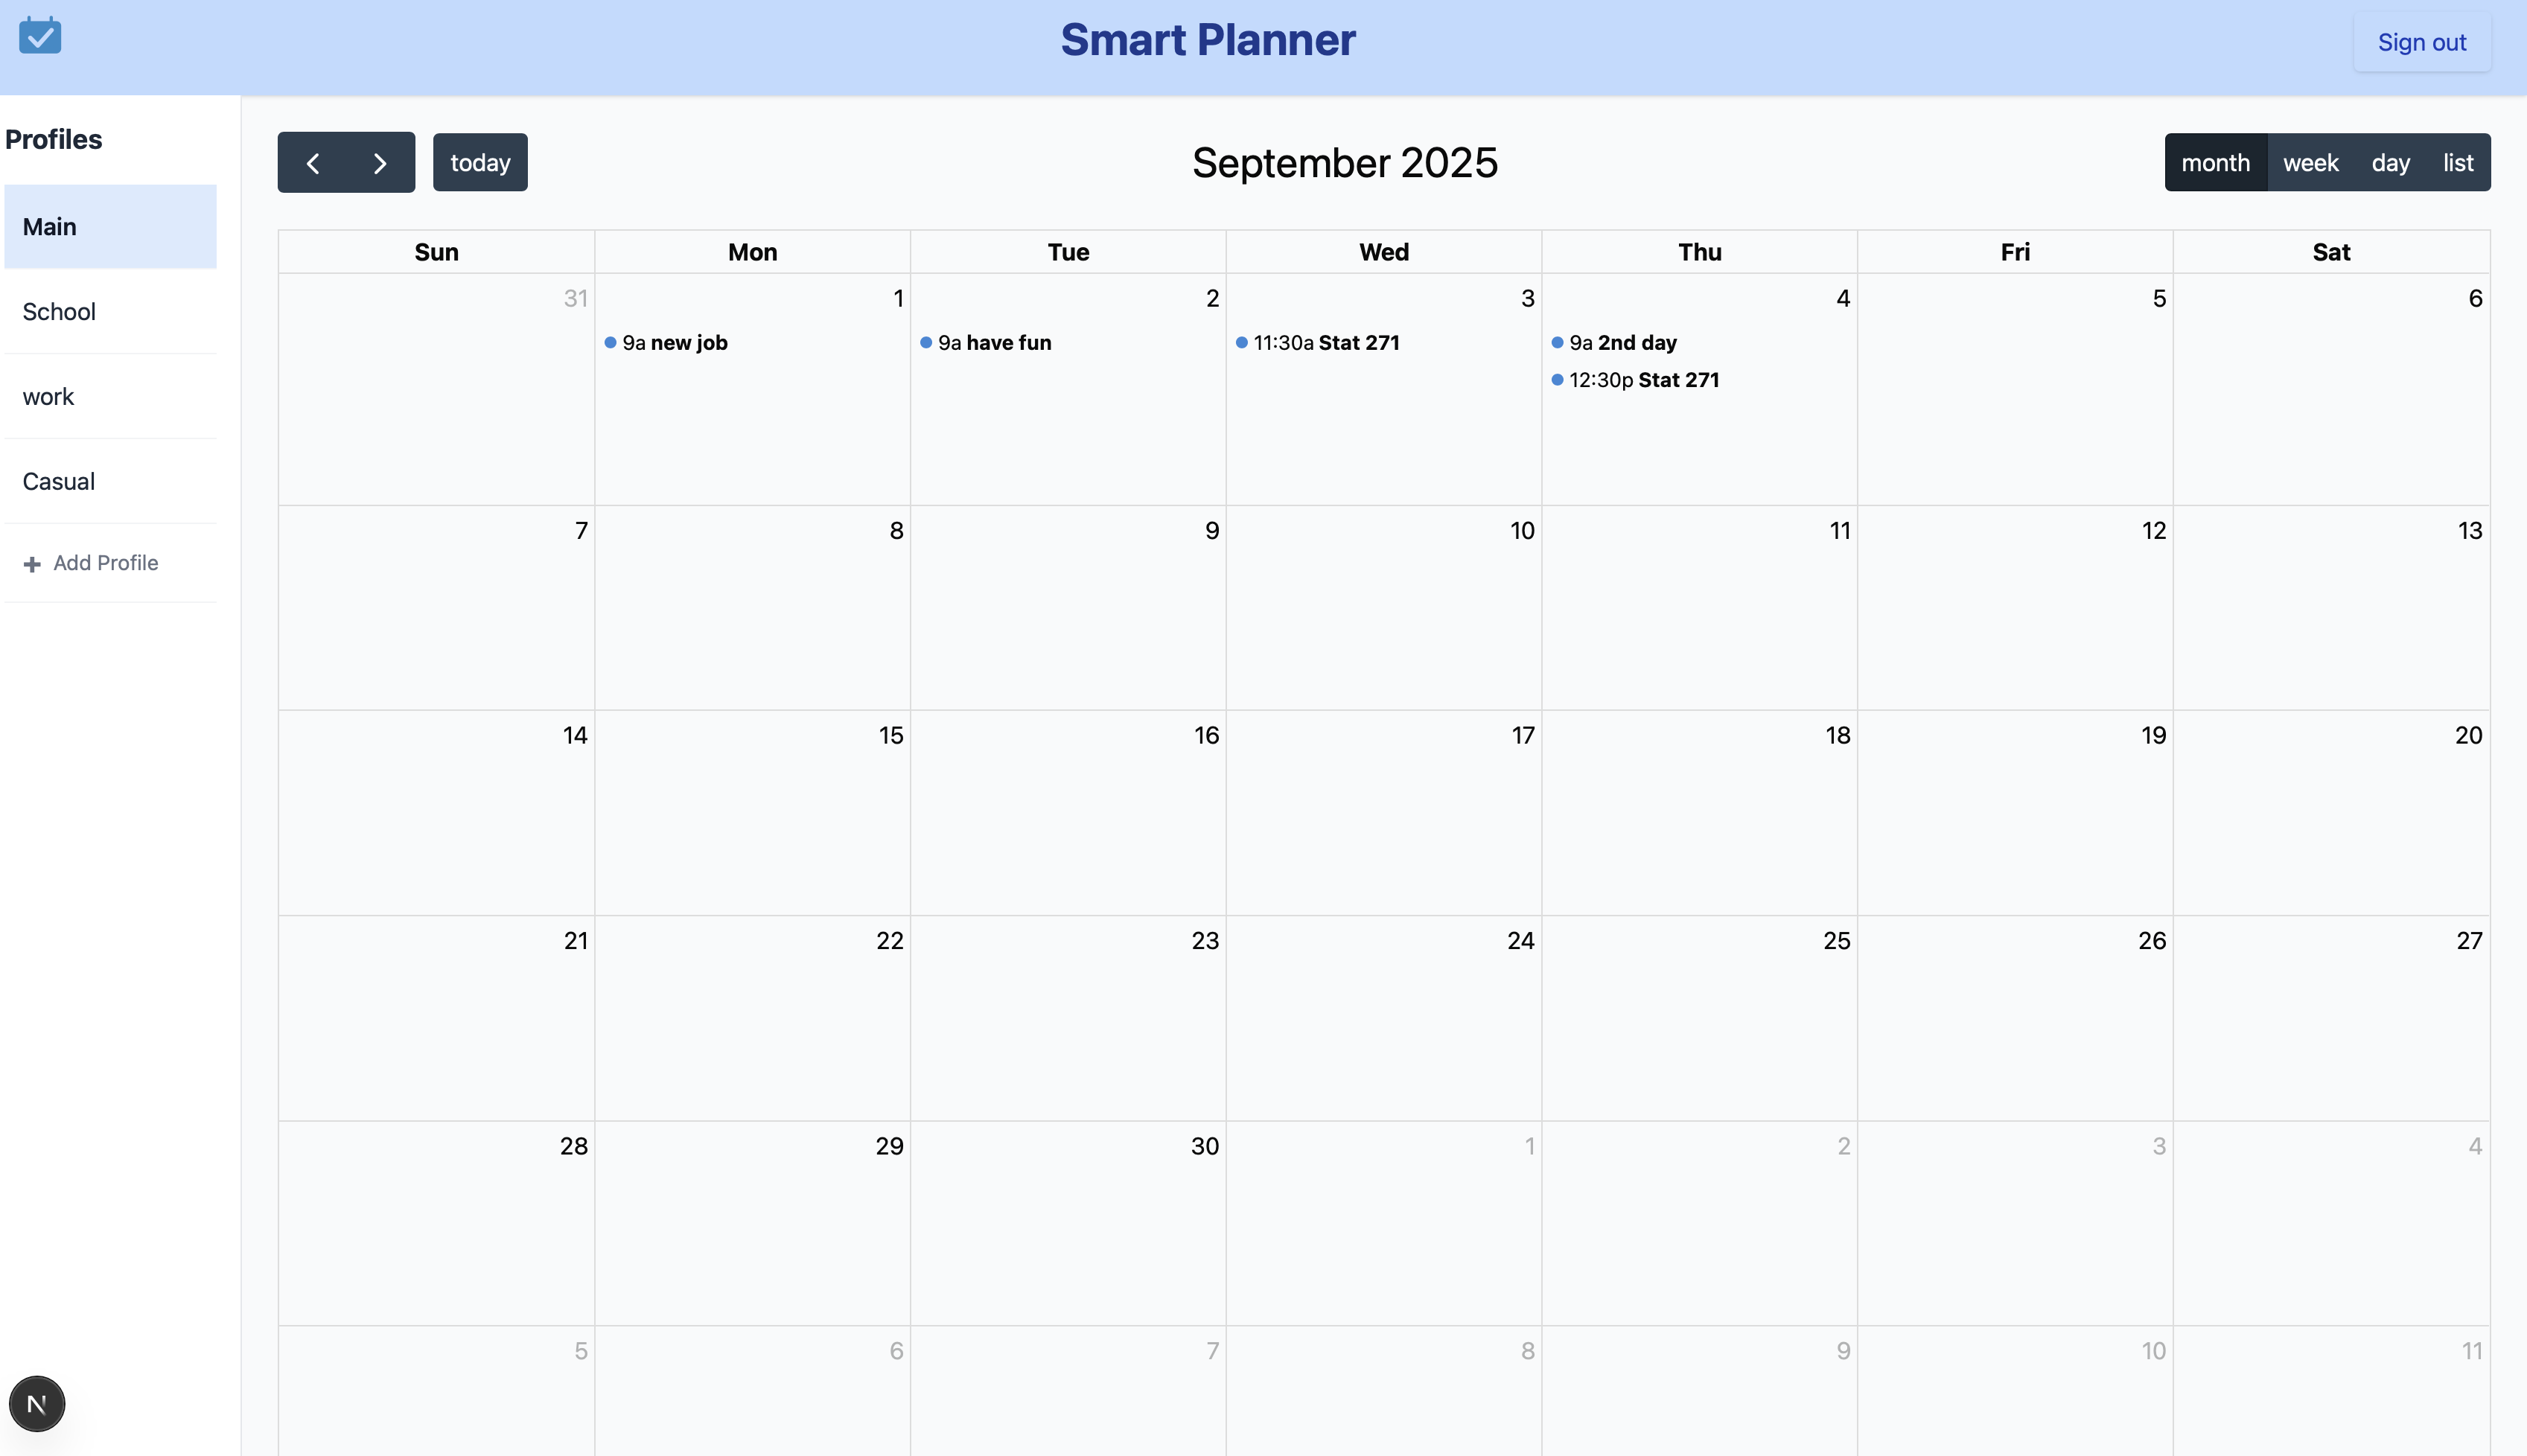 Smart Planner
Sign out
Profiles
Main
School
work
Casual
+ Add Profile
today
September 2025
month week day list
Sun Mon Tue Wed Thu Fri Sat
31 1 2 3 4 5 6
9a new job 9a have fun 11:30a Stat 271 9a 2nd day
12:30p Stat 271
7 8 9 10 11 12 13
14 15 16 17 18 19 20
21 22 23 24 25 26 27
28 29 30 1 2 3 4
5 6 7 8 9 10 11
N